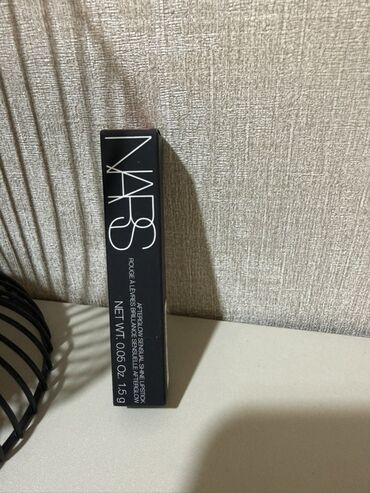 NARS
AFTERGLOW SENSUAL SHINE LIPSTICK
ROUGE À LÈVRES BRILLANCE SENSUELLE AFTERGLOW
NET WT. 0.05 Oz. 1.5 g